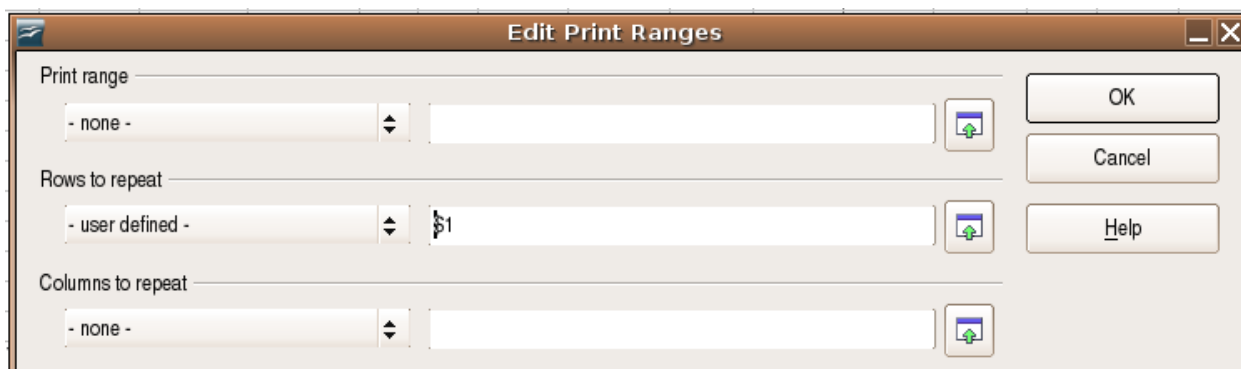 Edit Print Ranges
Print range
- none -
OK
Cancel
Rows to repeat
- user defined -
$1
Help
Columns to repeat
- none -